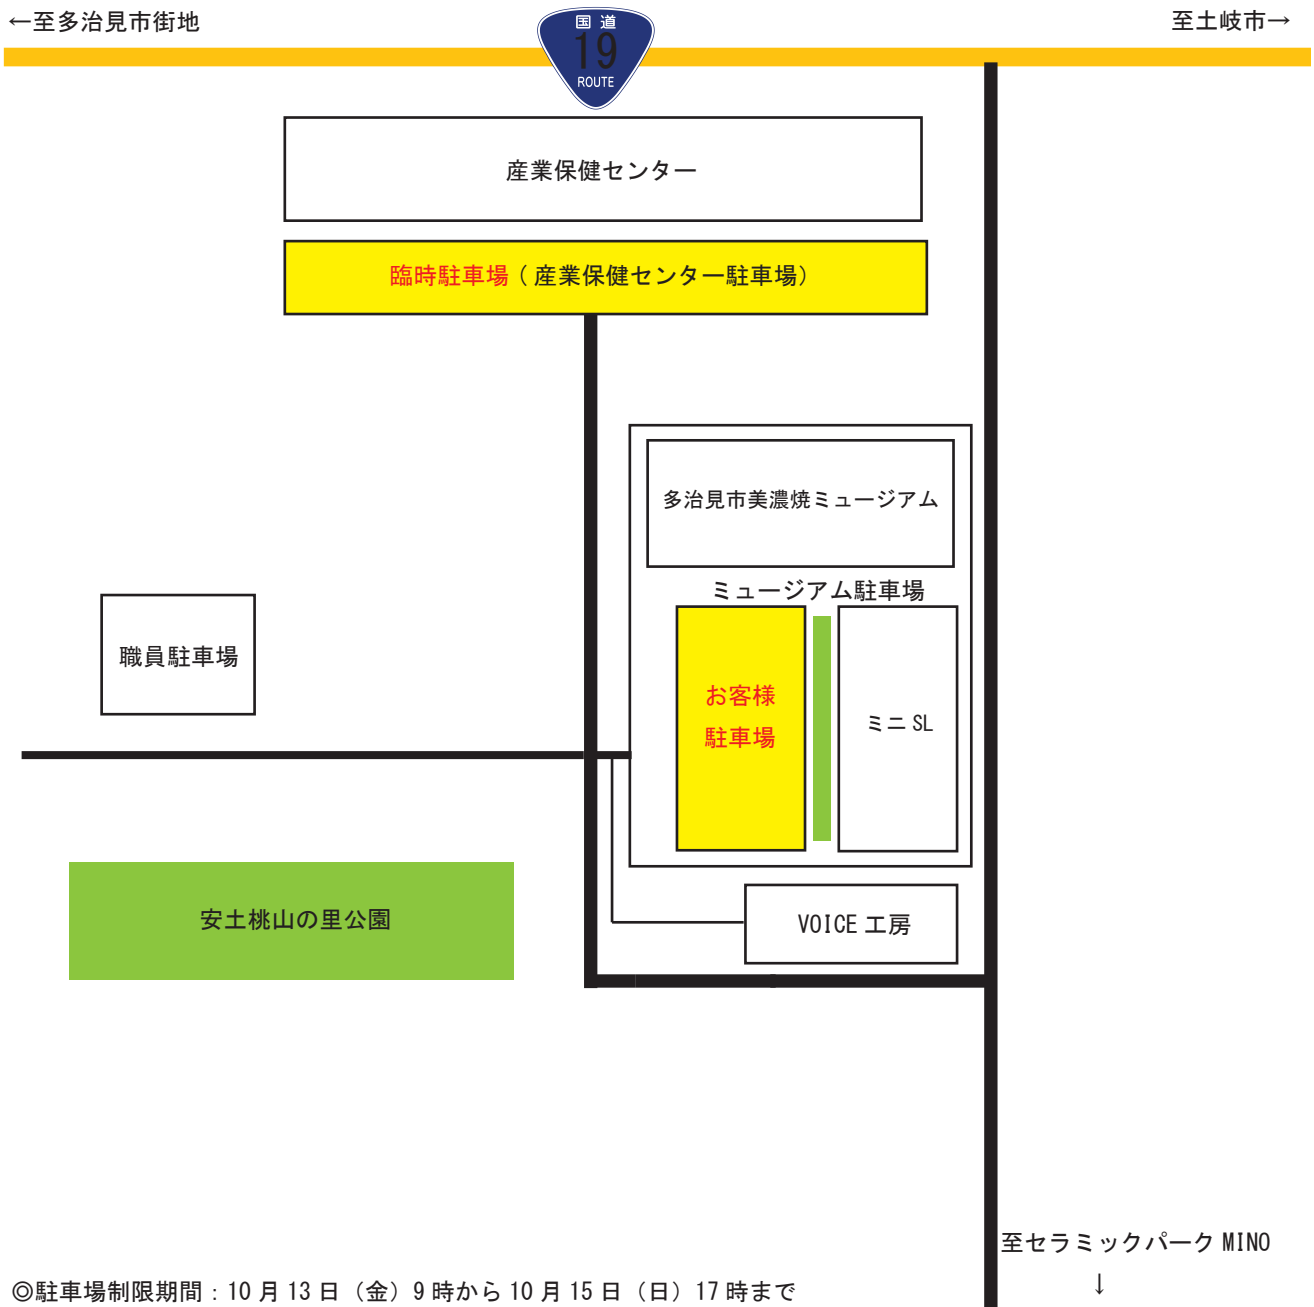 ←至多治見市街地
至土岐市→
国道
19
ROUTE
産業保健センター
臨時駐車場（産業保健センター駐車場）
多治見市美濃焼ミュージアム
ミュージアム駐車場
職員駐車場
お客様
駐車場
ミニ SL
安土桃山の里公園
VOICE 工房
至セラミックパーク MINO
↓
◎駐車場制限期間：10 月 13 日（金）9 時から 10 月 15 日（日）17 時まで